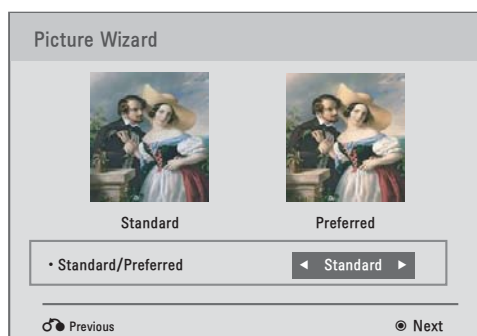 Picture Wizard
Standard Preferred
• Standard/Preferred ◄ Standard ►
Previous ◉ Next